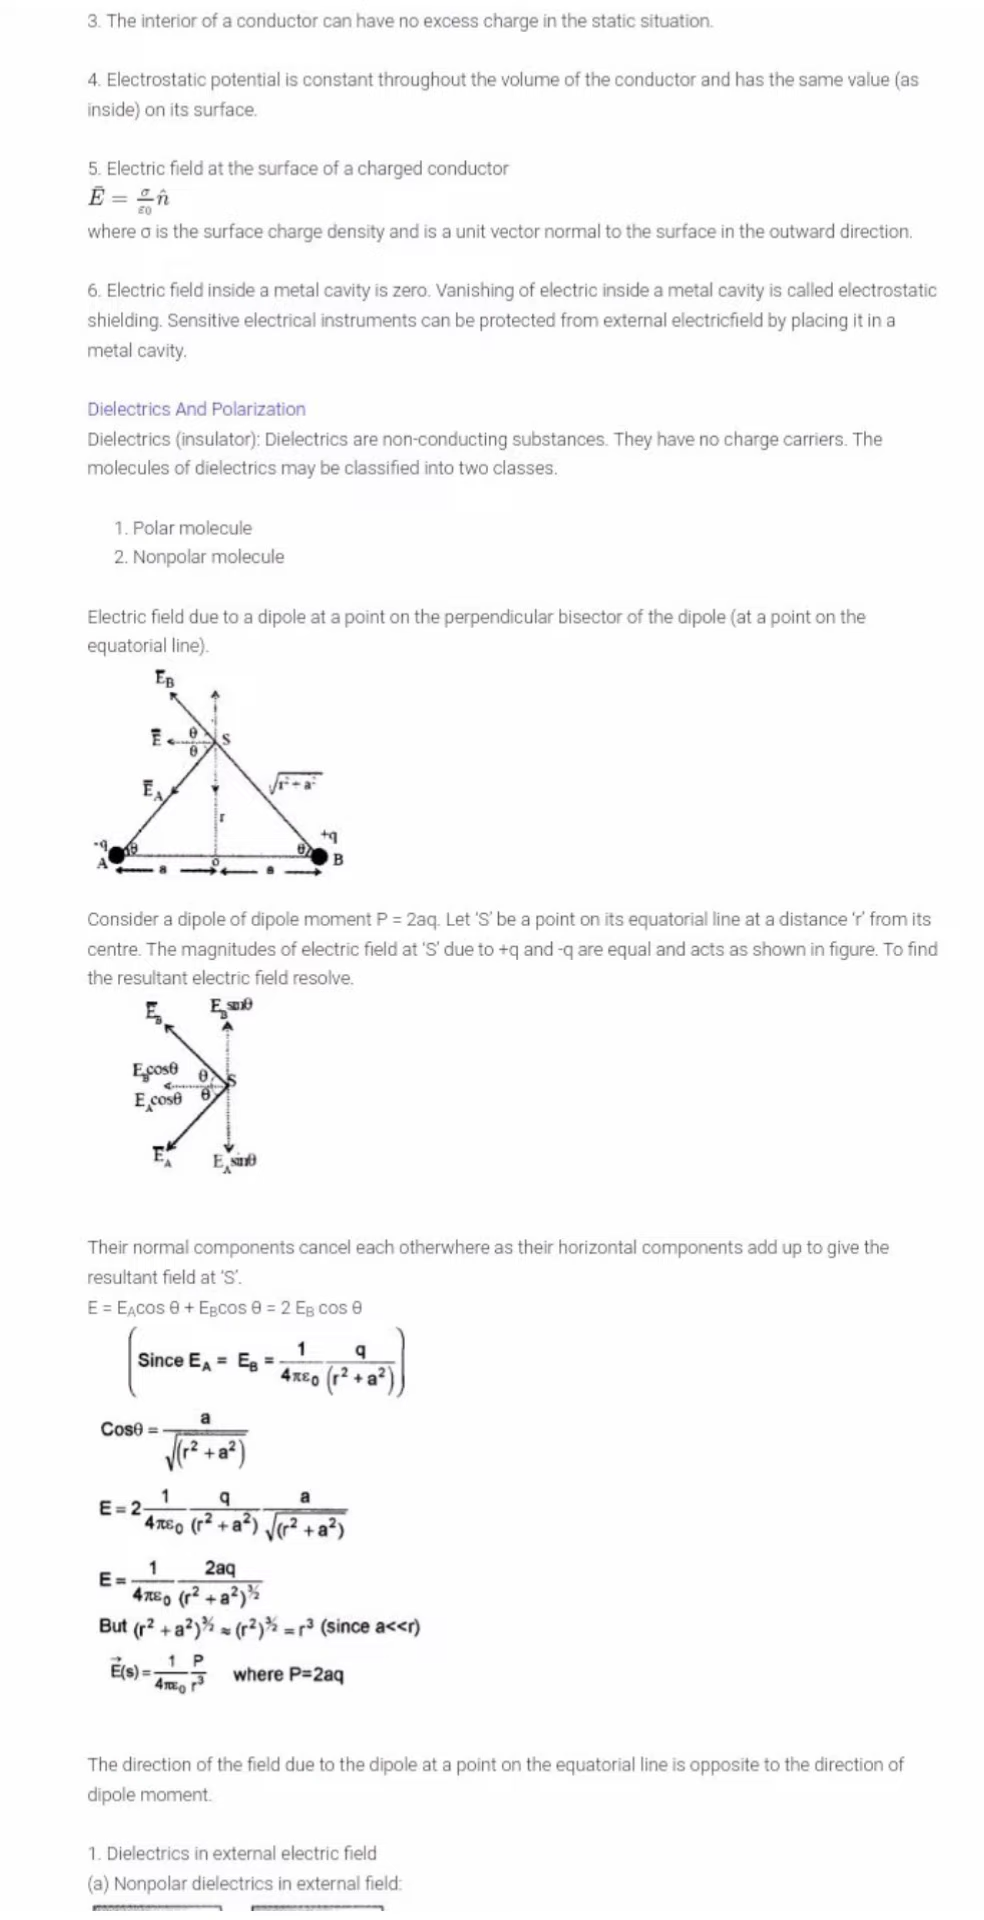 3. The interior of a conductor can have no excess charge in the static situation.
4. Electrostatic potential is constant throughout the volume of the conductor and has the same value (as
inside) on its surface.
5. Electric field at the surface of a charged conductor
Ē = σ/ε0 n̂
where σ is the surface charge density and is a unit vector normal to the surface in the outward direction.
6. Electric field inside a metal cavity is zero. Vanishing of electric inside a metal cavity is called electrostatic
shielding. Sensitive electrical instruments can be protected from external electricfield by placing it in a
metal cavity.
Dielectrics And Polarization
Dielectrics (insulator): Dielectrics are non-conducting substances. They have no charge carriers. The
molecules of dielectrics may be classified into two classes.
1. Polar molecule
2. Nonpolar molecule
Electric field due to a dipole at a point on the perpendicular bisector of the dipole (at a point on the
equatorial line).
ĒB
Ē θ S
θ
ĒA √r²+a²
r
-q θ θ +q
A o B
a a
Consider a dipole of dipole moment P = 2aq. Let 'S' be a point on its equatorial line at a distance 'r' from its
centre. The magnitudes of electric field at 'S' due to +q and -q are equal and acts as shown in figure. To find
the resultant electric field resolve.
ĒB EBsinθ
EBcosθ θ S
EAcosθ θ
ĒA EAsinθ
Their normal components cancel each otherwhere as their horizontal components add up to give the
resultant field at 'S'.
E = EAcos θ + EBcos θ = 2 EB cos θ
(Since EA = EB = 1/4πε0 q/(r² + a²))
Cosθ = a/√(r² + a²)
E = 2 1/4πε0 q/(r² + a²) a/√(r² + a²)
E = 1/4πε0 2aq/(r² + a²)^3/2
But (r² + a²)^3/2 ≈ (r²)^3/2 = r³ (since a<<r)
E⃗(s) = 1/4πε0 P/r³ where P=2aq
The direction of the field due to the dipole at a point on the equatorial line is opposite to the direction of
dipole moment.
1. Dielectrics in external electric field
(a) Nonpolar dielectrics in external field: